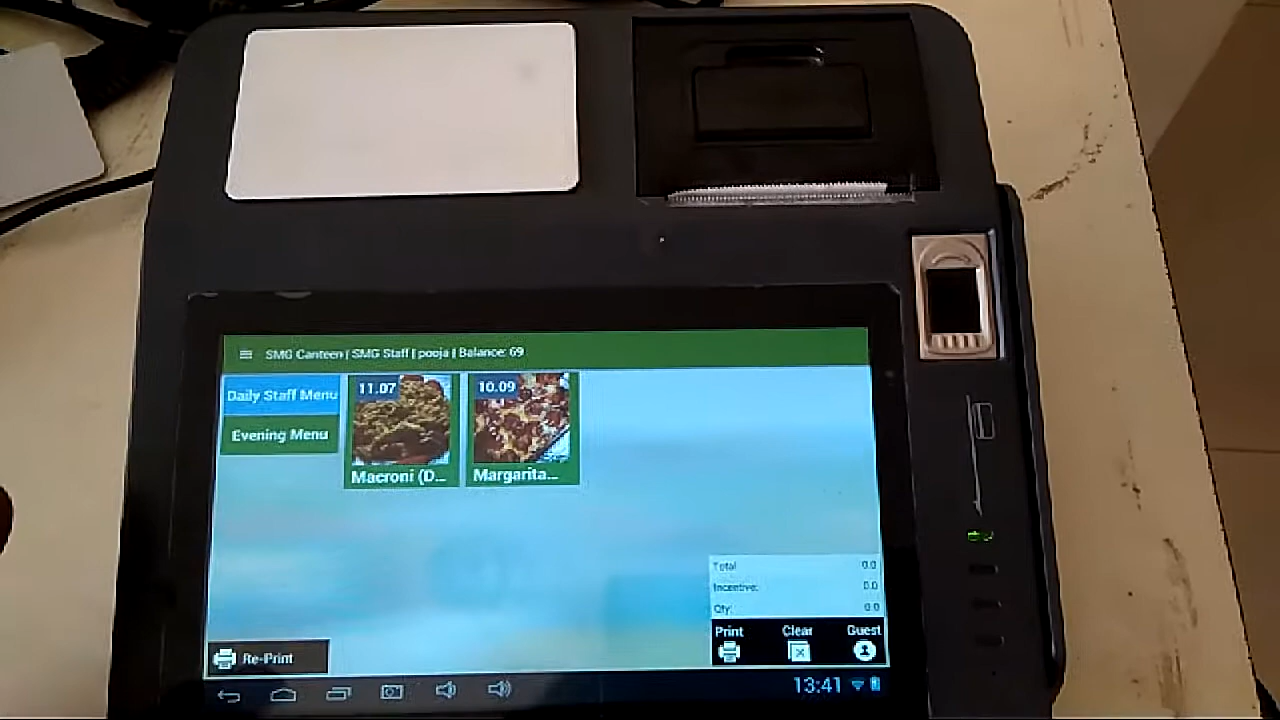 SMG Canteen | SMG Staff | pooja | Balance: 69
Daily Staff Menu
Evening Menu
11.07
Macroni (D...
10.09
Margarita...
Total 0.0
Incentive: 0.0
Qty: 0.0
Print Clear Guest
Re-Print
13:41